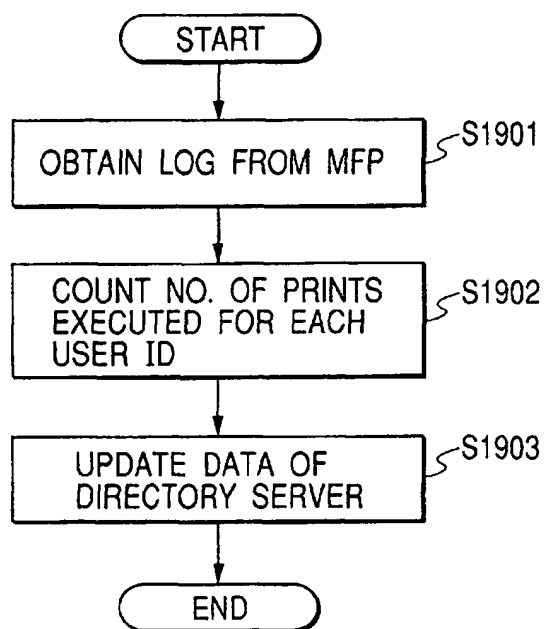 START
OBTAIN LOG FROM MFP
S1901
COUNT NO. OF PRINTS
EXECUTED FOR EACH
USER ID
S1902
UPDATE DATA OF
DIRECTORY SERVER
S1903
END